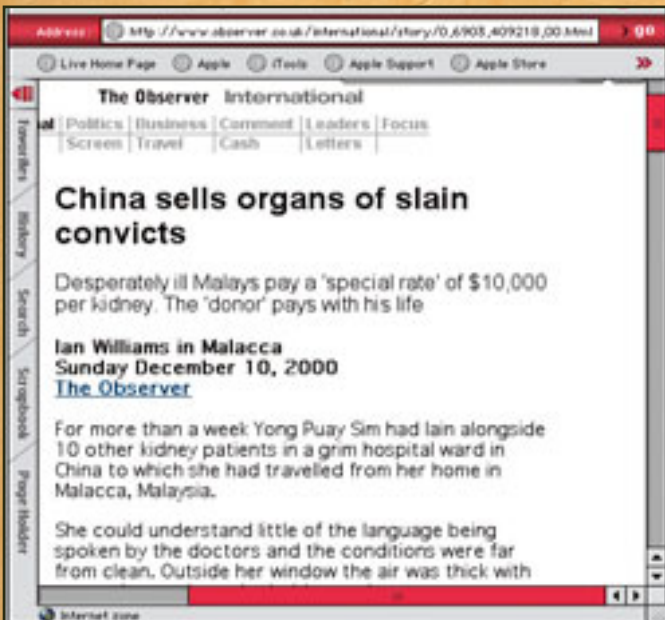 Address: http://www.observer.co.uk/international/story/0,6903,409218,00.html go
Live Home Page Apple iTools Apple Support Apple Store
The Observer International
al Politics Business Comment Leaders Focus
Screen Travel Cash Letters
Favorites
History
Search
Scrapbook
Page Holder
China sells organs of slain
convicts
Desperately ill Malays pay a 'special rate' of $10,000
per kidney. The 'donor' pays with his life
Ian Williams in Malacca
Sunday December 10, 2000
The Observer
For more than a week Yong Puay Sim had lain alongside
10 other kidney patients in a grim hospital ward in
China to which she had travelled from her home in
Malacca, Malaysia.
She could understand little of the language being
spoken by the doctors and the conditions were far
from clean. Outside her window the air was thick with
Internet zone